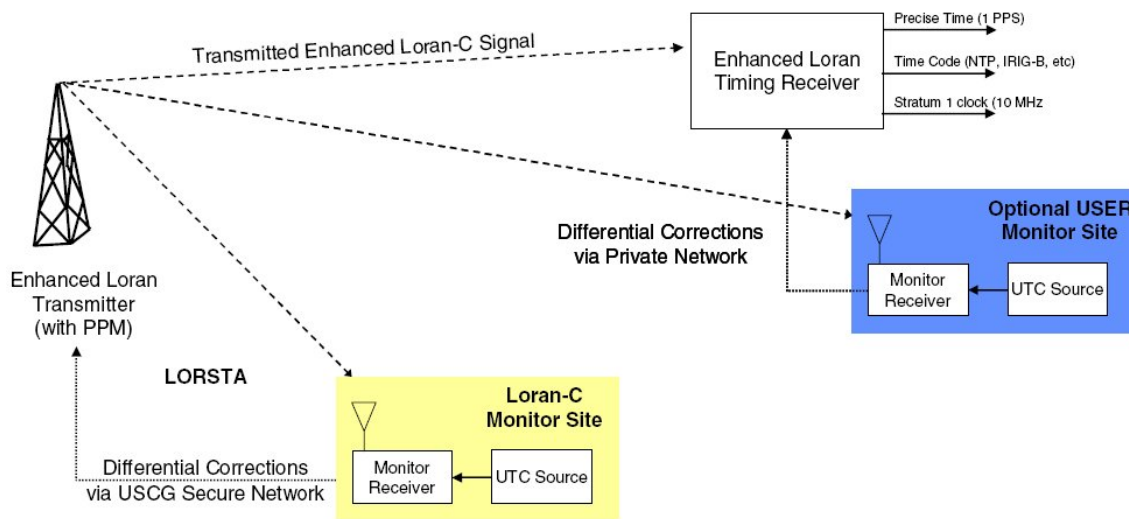 Transmitted Enhanced Loran-C Signal
Enhanced Loran
Timing Receiver
Precise Time (1 PPS)
Time Code (NTP, IRIG-B, etc)
Stratum 1 clock (10 MHz
Optional USER
Monitor Site
Differential Corrections
via Private Network
Monitor
Receiver
UTC Source
Enhanced Loran
Transmitter
(with PPM)
LORSTA
Loran-C
Monitor Site
Monitor
Receiver
UTC Source
Differential Corrections
via USCG Secure Network